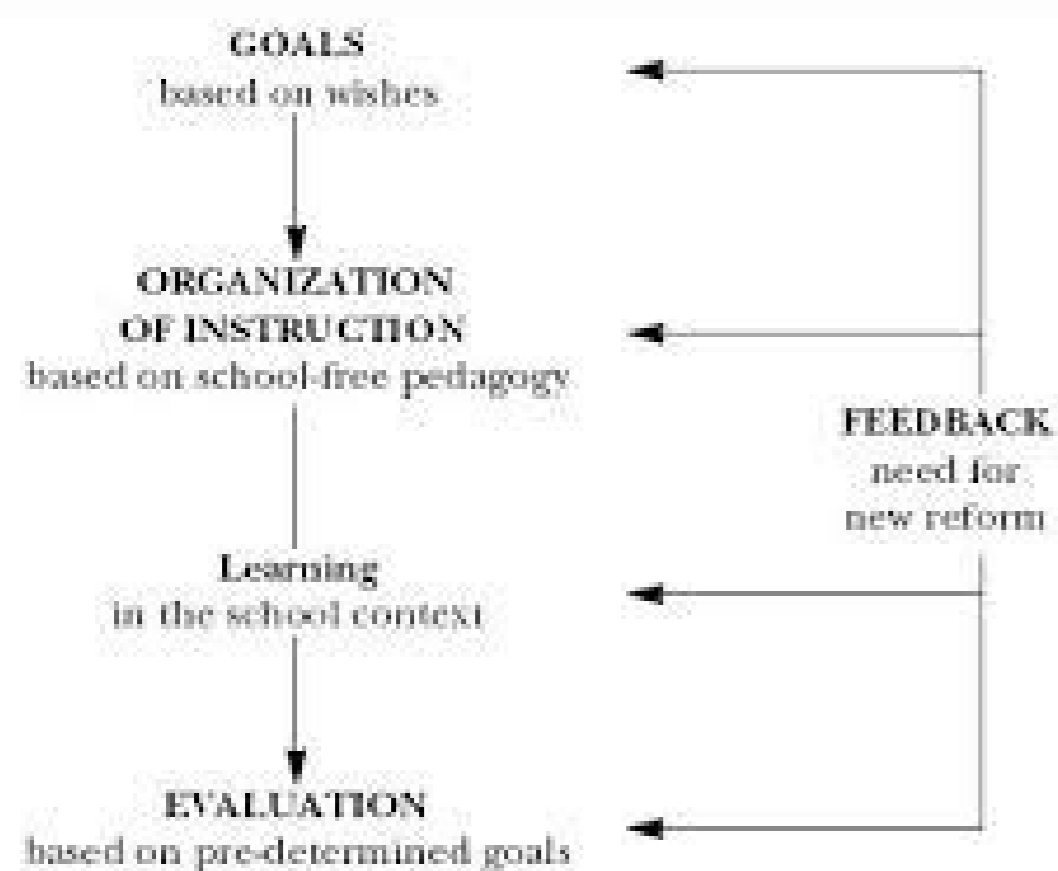 GOALS
based on wishes
ORGANIZATION
OF INSTRUCTION
based on school-free pedagogy
FEEDBACK
need for
new reform
Learning
in the school context
EVALUATION
based on pre-determined goals